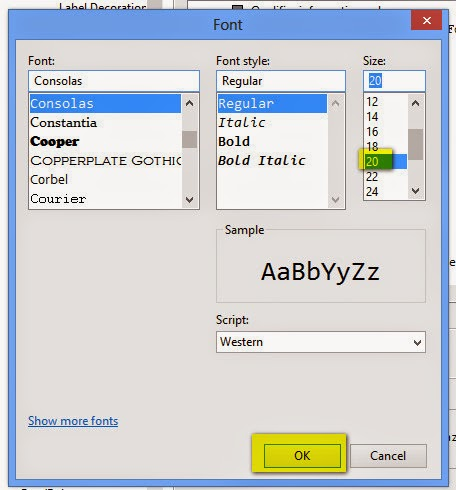 Label Decoration
Font
Font:
Font style:
Size:
Consolas
Regular
20
Consolas
Constantia
Cooper
COPPERPLATE GOTHIC
Corbel
Courier
Regular
Italic
Bold
Bold Italic
12
14
16
18
20
22
24
Sample
AaBbYyZz
Script:
Western
Show more fonts
OK
Cancel